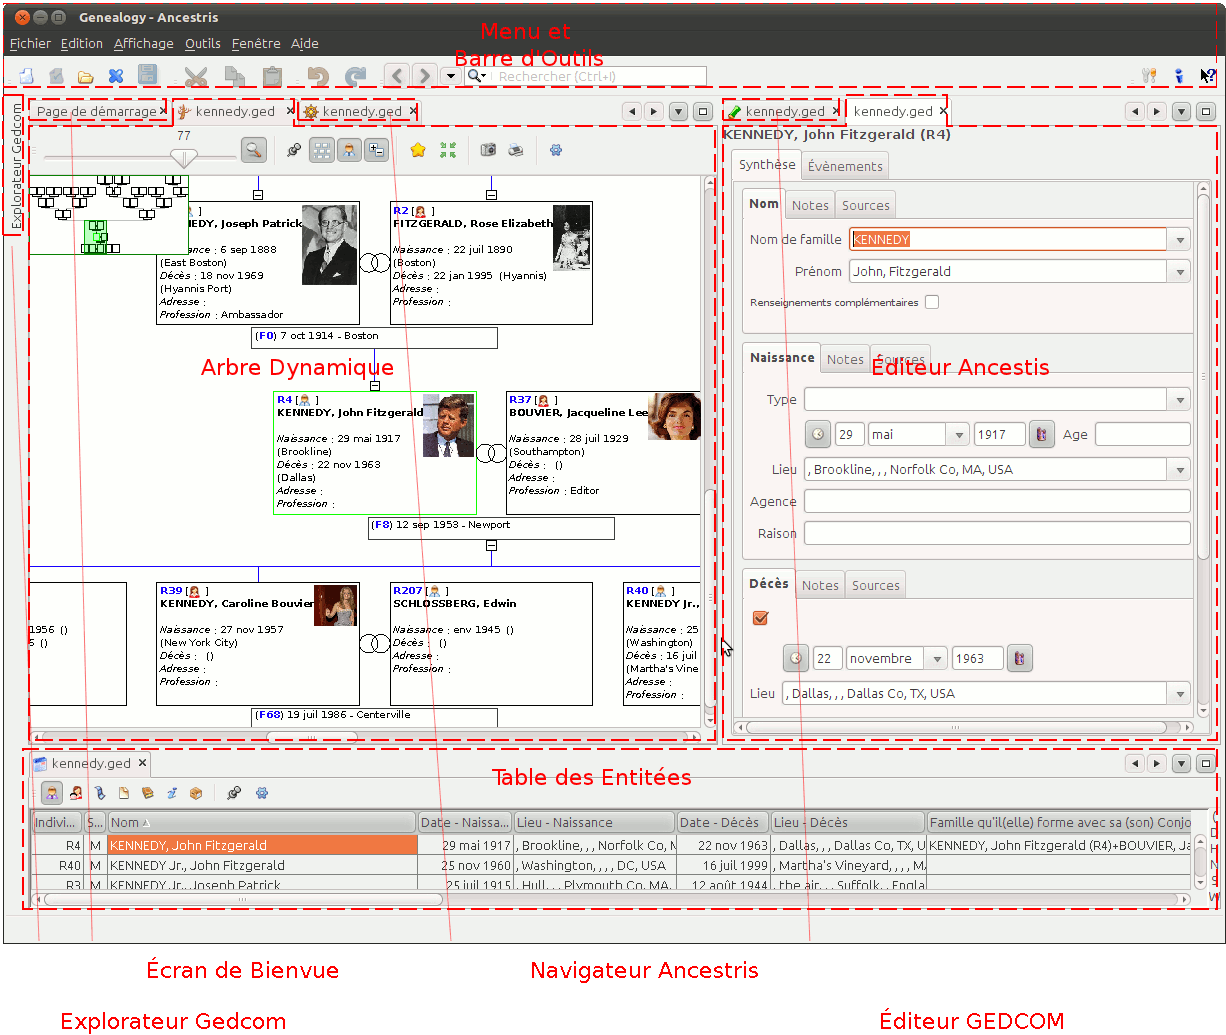 Genealogy - Ancestris
Fichier Edition Affichage Outils Fenêtre Aide
Menu et
Barre d'Outils
Rechercher (Ctrl+I)
Explorateur Gedcom
Page de démarrage
kennedy.ged
kennedy.ged
77
R1 [ ]
NEDY, Joseph Patrick
sance : 6 sep 1888
(East Boston)
Décès : 18 nov 1969
(Hyannis Port)
Adresse :
Profession : Ambassador
R2 [ ]
FITZGERALD, Rose Elizabeth
Naissance : 22 juil 1890
(Boston)
Décès : 22 jan 1995 (Hyannis)
Adresse :
Profession :
(F0) 7 oct 1914 - Boston
Arbre Dynamique
R4 [ ]
KENNEDY, John Fitzgerald
Naissance : 29 mai 1917
(Brookline)
Décès : 22 nov 1963
(Dallas)
Adresse :
Profession :
R37 [ ]
BOUVIER, Jacqueline Lee
Naissance : 28 juil 1929
(Southampton)
Décès : ()
Adresse :
Profession : Editor
(F8) 12 sep 1953 - Newport
1956 ()
5 ()
R39 [ ]
KENNEDY, Caroline Bouvier
Naissance : 27 nov 1957
(New York City)
Décès : ()
Adresse :
Profession :
R207 [ ]
SCHLOSSBERG, Edwin
Naissance : env 1945 ()
Décès : ()
Adresse :
Profession :
R40 [ ]
KENNEDY Jr.,
Naissance : 25
(Washington)
Décès : 16 juil
(Martha's Vine
Adresse :
Profession :
(F68) 19 juil 1986 - Centerville
kennedy.ged
kennedy.ged
KENNEDY, John Fitzgerald (R4)
Synthèse Évènements
Nom Notes Sources
Nom de famille KENNEDY
Prénom John, Fitzgerald
Renseignements complémentaires
Naissance Notes Sources
Éditeur Ancestis
Type
29 mai 1917 Age
Lieu , Brookline, , , Norfolk Co, MA, USA
Agence
Raison
Décès Notes Sources
22 novembre 1963
Lieu , Dallas, , , Dallas Co, TX, USA
kennedy.ged
Table des Entitées
Indivi... S... Nom Date - Naissa... Lieu - Naissance Date - Décès Lieu - Décès Famille qu'il(elle) forme avec sa (son) Conjo
R4 M KENNEDY, John Fitzgerald 29 mai 1917 , Brookline, , , Norfolk Co, M 22 nov 1963 , Dallas, , , Dallas Co, TX, U KENNEDY, John Fitzgerald (R4)+BOUVIER, Ja
R40 M KENNEDY Jr., John Fitzgerald 25 nov 1960 , Washington, , , , DC, USA 16 juil 1999 , Martha's Vineyard, , , , M
R3 M KENNEDY Jr., Joseph Patrick 25 juil 1915 , Hull, , , Plymouth Co, MA, 12 août 1944 , the air, , , Suffolk, , Engla
Écran de Bienvue
Navigateur Ancestris
Explorateur Gedcom
Éditeur GEDCOM